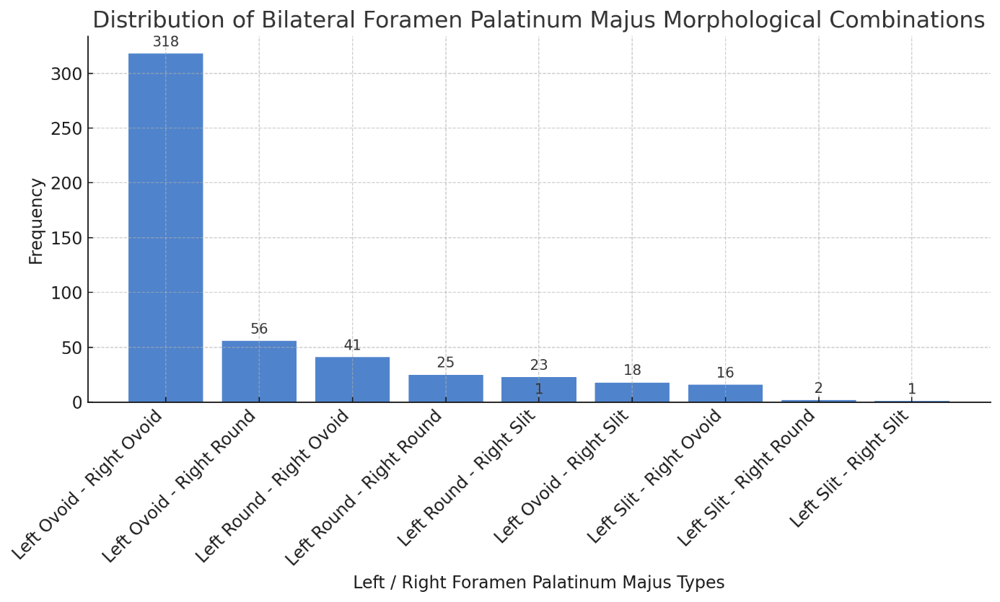 Distribution of Bilateral Foramen Palatinum Majus Morphological Combinations
318
300
250
200
150
100
50
0
Frequency
56
41
25
23
1
18
16
2
1
Left Ovoid - Right Ovoid
Left Ovoid - Right Round
Left Round - Right Ovoid
Left Round - Right Round
Left Round - Right Slit
Left Ovoid - Right Slit
Left Slit - Right Ovoid
Left Slit - Right Round
Left Slit - Right Slit
Left / Right Foramen Palatinum Majus Types